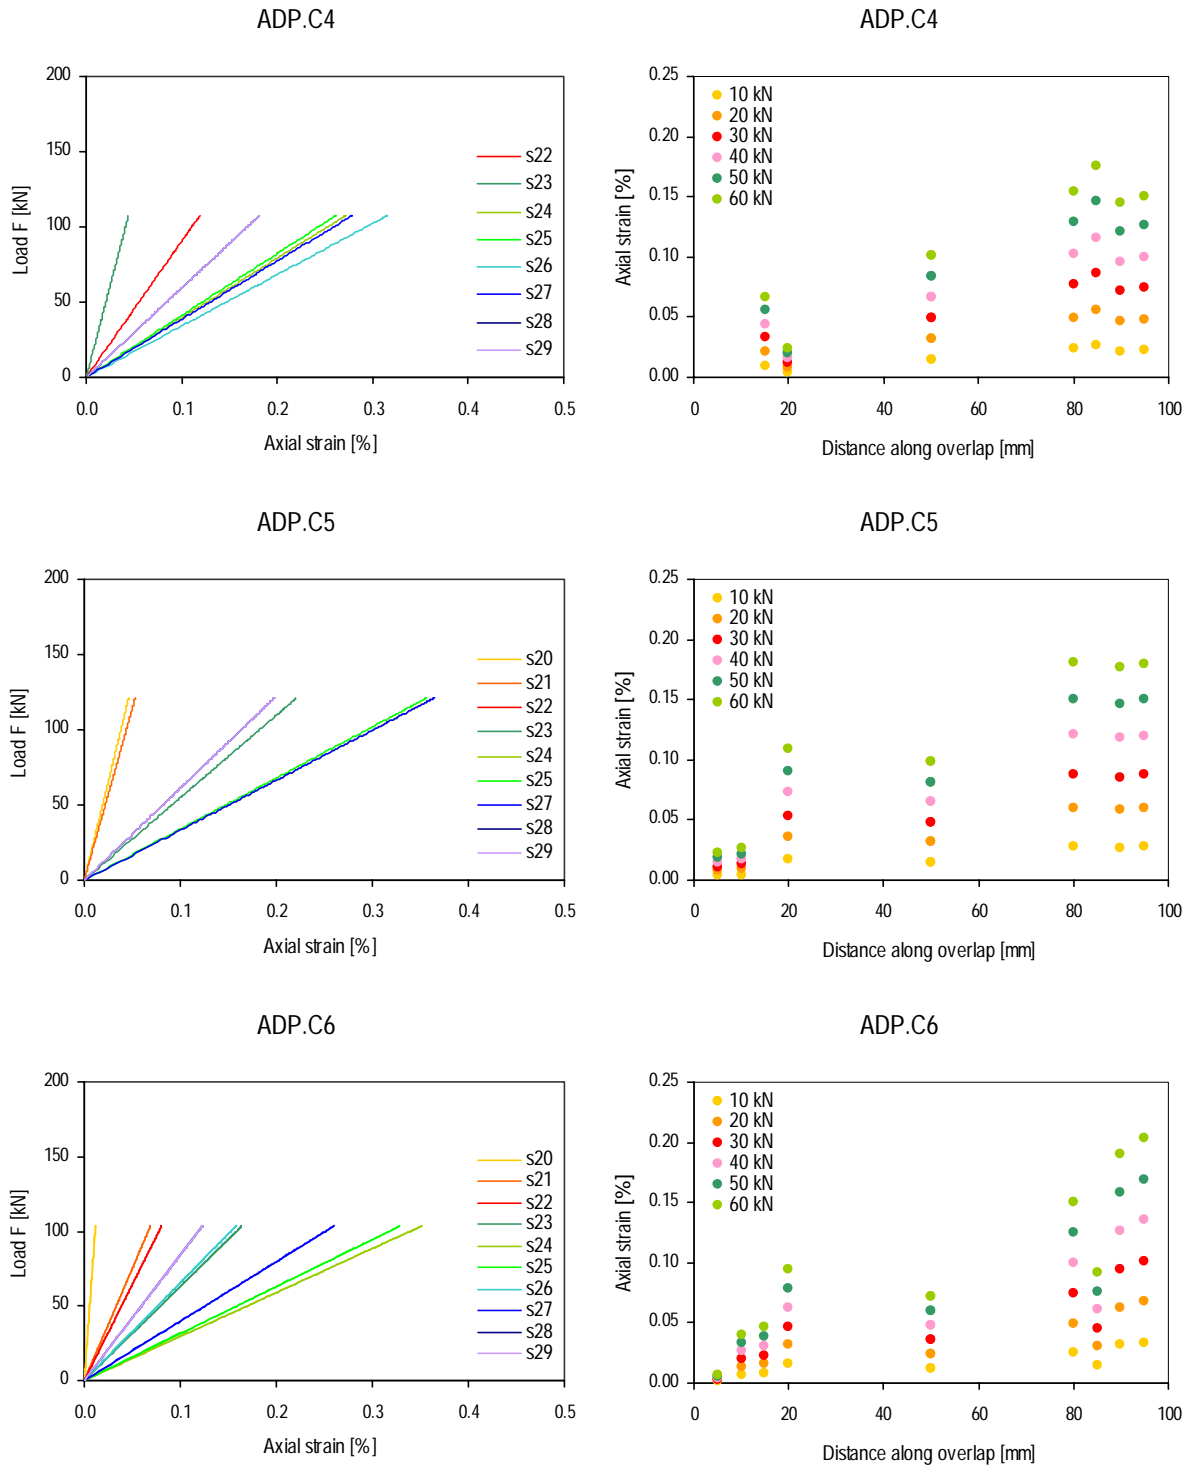 ADP.C4
200
150
100
50
0
Load F [kN]
s22
s23
s24
s25
s26
s27
s28
s29
0.0 0.1 0.2 0.3 0.4 0.5
Axial strain [%]
ADP.C4
0.25
0.20
0.15
0.10
0.05
0.00
Axial strain [%]
10 kN
20 kN
30 kN
40 kN
50 kN
60 kN
0 20 40 60 80 100
Distance along overlap [mm]
ADP.C5
200
150
100
50
0
Load F [kN]
s20
s21
s22
s23
s24
s25
s27
s28
s29
0.0 0.1 0.2 0.3 0.4 0.5
Axial strain [%]
ADP.C5
0.25
0.20
0.15
0.10
0.05
0.00
Axial strain [%]
10 kN
20 kN
30 kN
40 kN
50 kN
60 kN
0 20 40 60 80 100
Distance along overlap [mm]
ADP.C6
200
150
100
50
0
Load F [kN]
s20
s21
s22
s23
s24
s25
s26
s27
s28
s29
0.0 0.1 0.2 0.3 0.4 0.5
Axial strain [%]
ADP.C6
0.25
0.20
0.15
0.10
0.05
0.00
Axial strain [%]
10 kN
20 kN
30 kN
40 kN
50 kN
60 kN
0 20 40 60 80 100
Distance along overlap [mm]